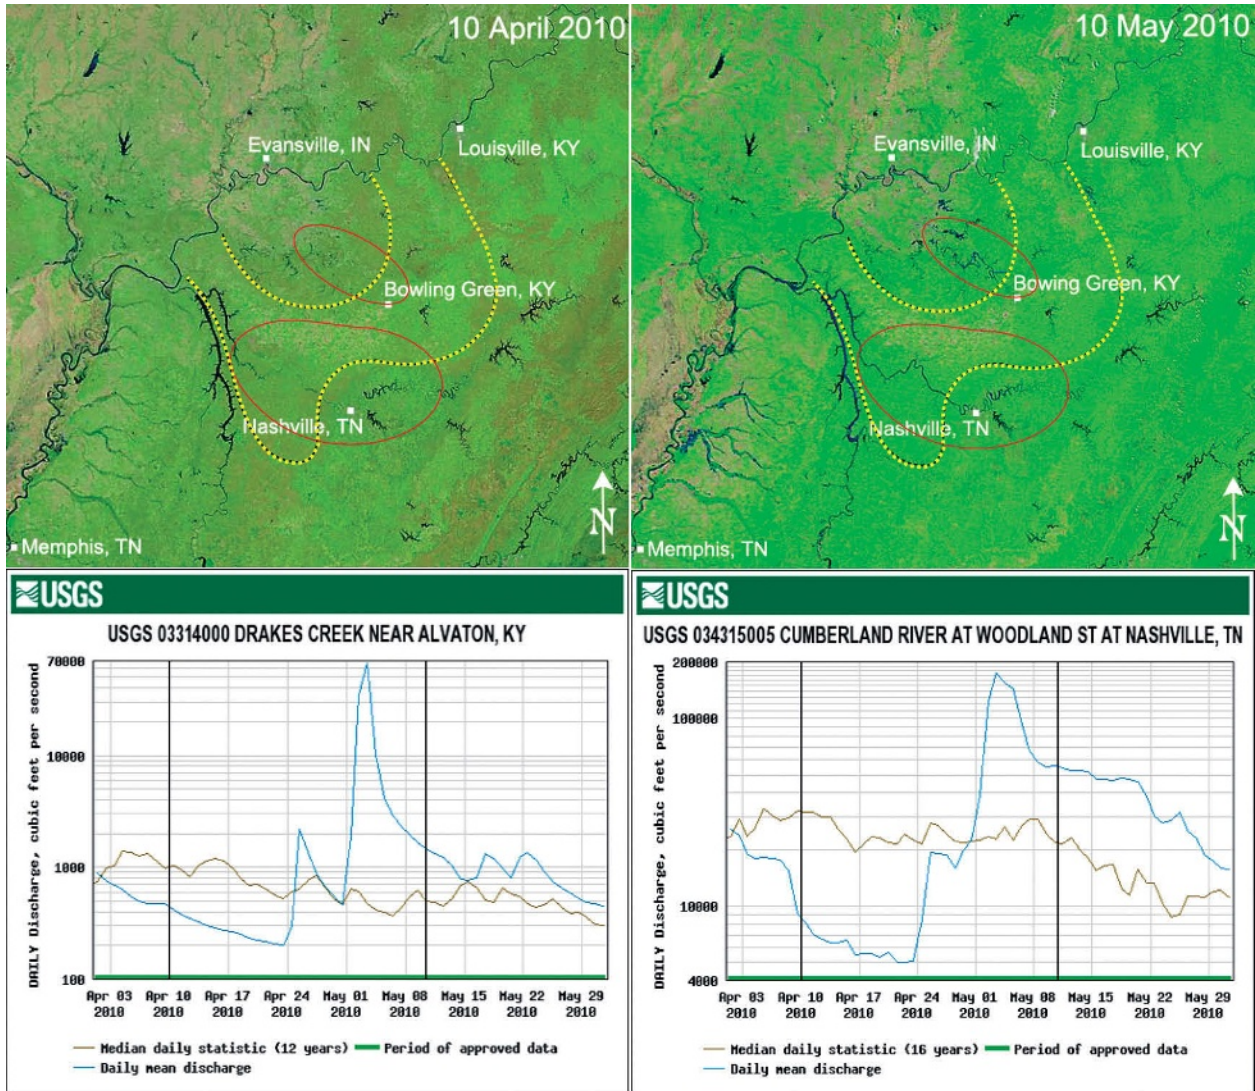 10 April 2010
Evansville, IN
Louisville, KY
Bowling Green, KY
Nashville, TN
Memphis, TN
N
10 May 2010
Evansville, IN
Louisville, KY
Bowing Green, KY
Nashville, TN
Memphis, TN
N
USGS
USGS 03314000 DRAKES CREEK NEAR ALVATON, KY
DAILY Discharge, cubic feet per second
70000
10000
1000
100
Apr 03 Apr 10 Apr 17 Apr 24 May 01 May 08 May 15 May 22 May 29
2010 2010 2010 2010 2010 2010 2010 2010 2010
Median daily statistic (12 years) Period of approved data
Daily mean discharge
USGS
USGS 034315005 CUMBERLAND RIVER AT WOODLAND ST AT NASHVILLE, TN
DAILY Discharge, cubic feet per second
200000
100000
10000
4000
Apr 03 Apr 10 Apr 17 Apr 24 May 01 May 08 May 15 May 22 May 29
2010 2010 2010 2010 2010 2010 2010 2010 2010
Median daily statistic (16 years) Period of approved data
Daily mean discharge